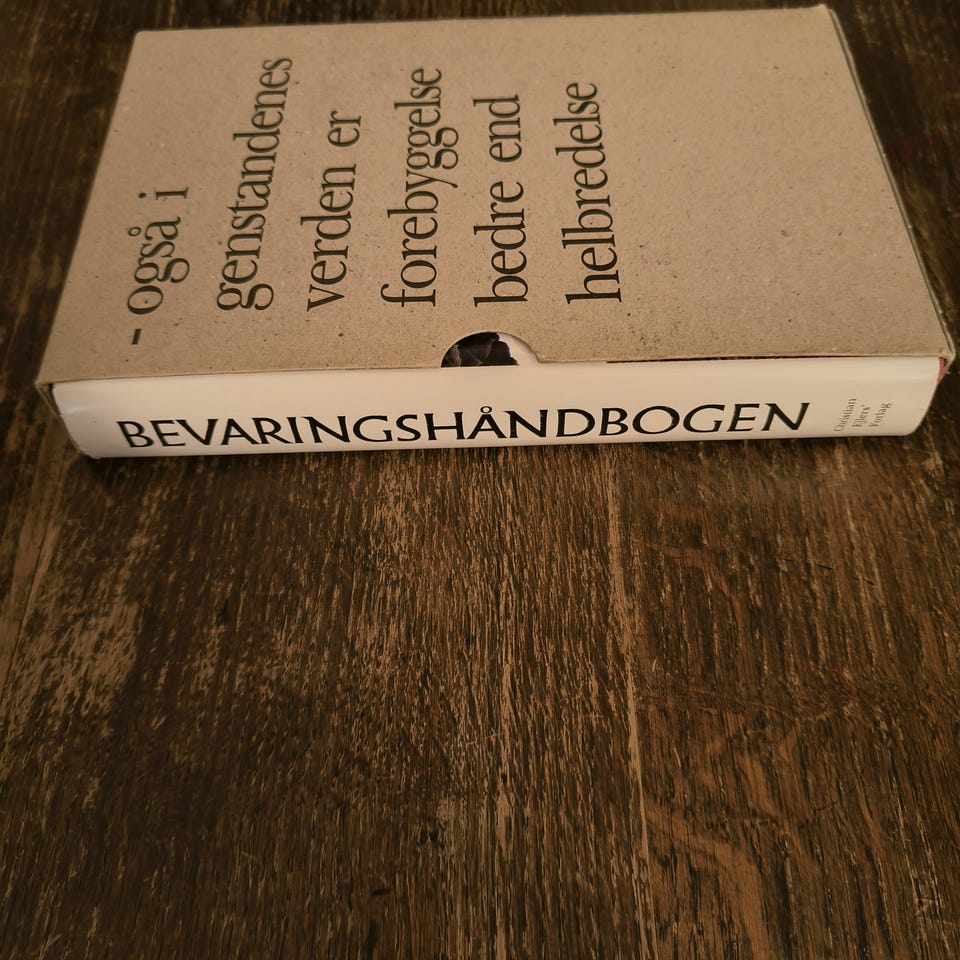 - også i
genstandenes
verden er
forebyggelse
bedre end
helbredelse
BEVARINGSHÅNDBOGEN
Christian
Ejlers'
Forlag